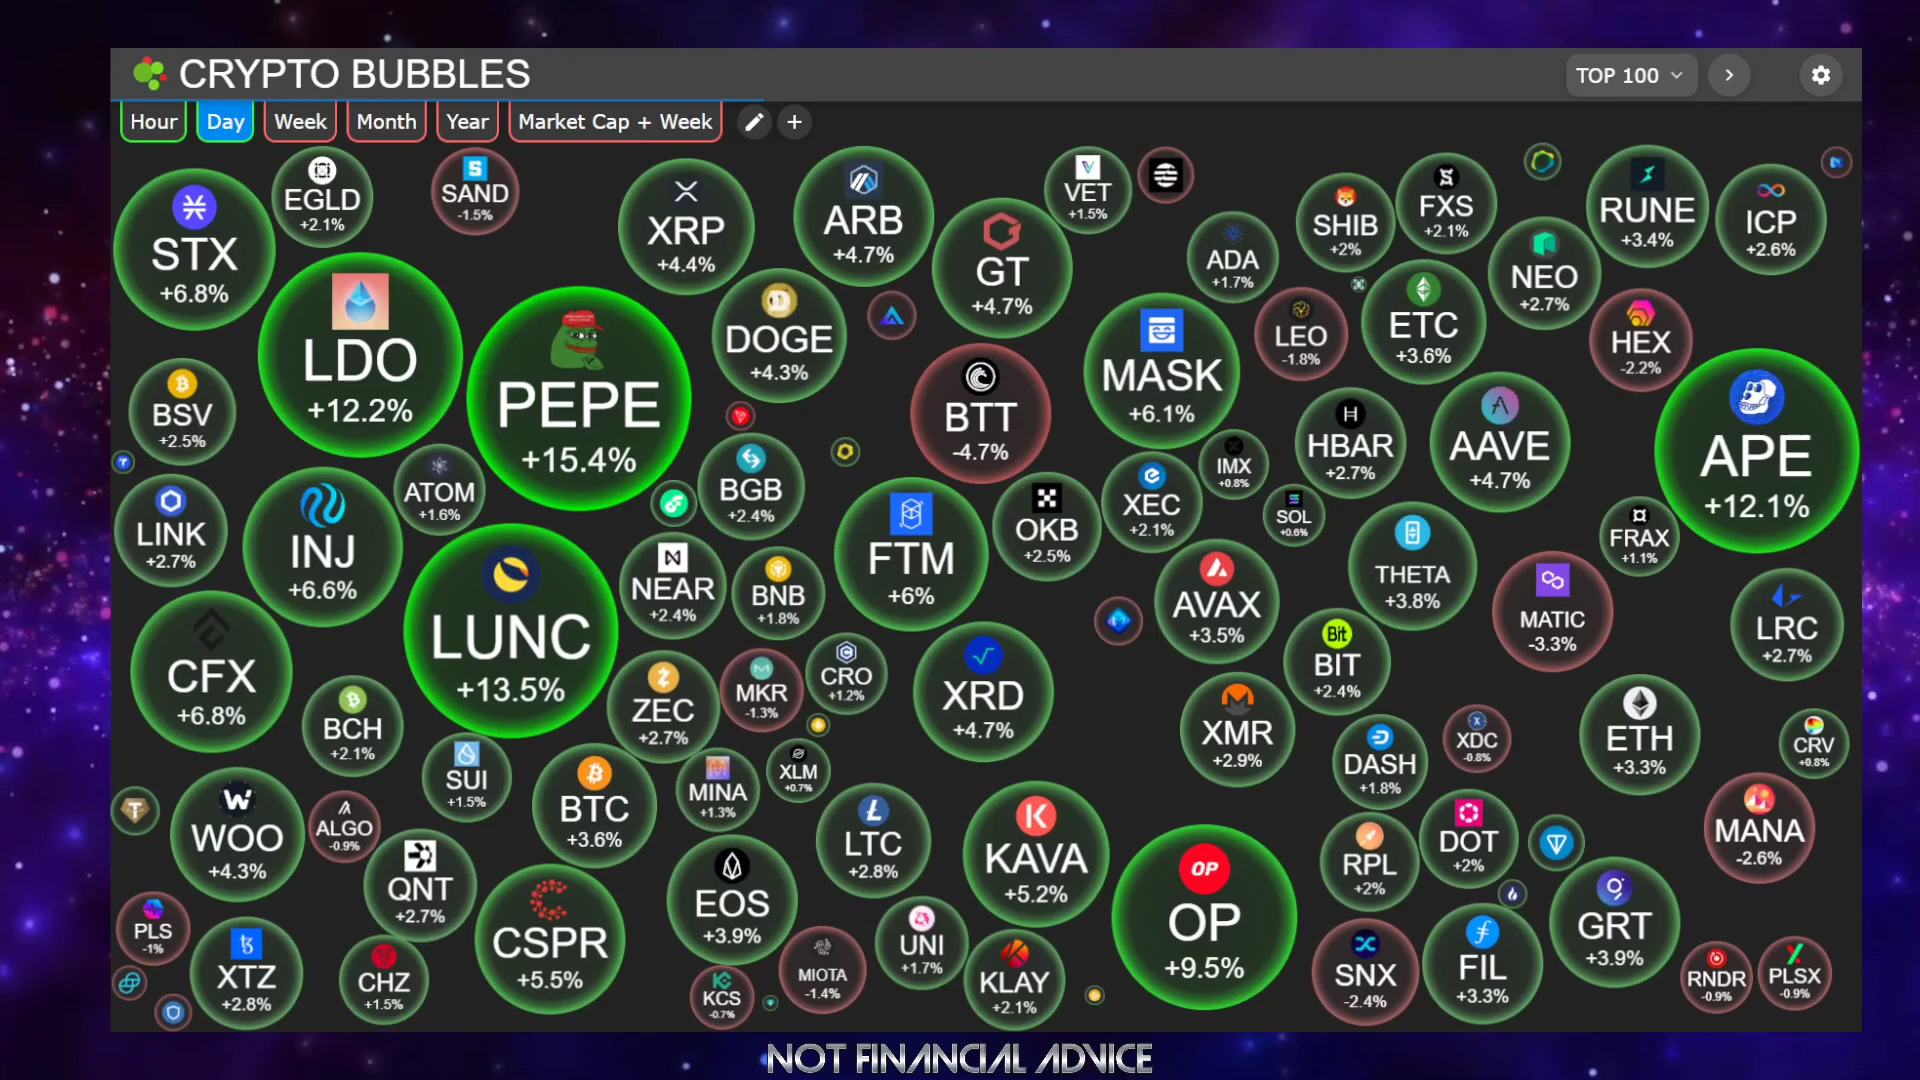 CRYPTO BUBBLES
TOP 100
Hour
Day
Week
Month
Year
Market Cap + Week
STX
+6.8%
EGLD
+2.1%
SAND
-1.5%
XRP
+4.4%
ARB
+4.7%
GT
+4.7%
VET
+1.5%
ADA
+1.7%
SHIB
+2%
FXS
+2.1%
NEO
+2.7%
RUNE
+3.4%
ICP
+2.6%
LDO
+12.2%
PEPE
+15.4%
DOGE
+4.3%
BTT
-4.7%
MASK
+6.1%
LEO
-1.8%
ETC
+3.6%
HEX
-2.2%
APE
+12.1%
BSV
+2.5%
ATOM
+1.6%
BGB
+2.4%
IMX
+0.8%
HBAR
+2.7%
AAVE
+4.7%
LINK
+2.7%
INJ
+6.6%
LUNC
+13.5%
NEAR
+2.4%
BNB
+1.8%
FTM
+6%
OKB
+2.5%
XEC
+2.1%
SOL
+0.6%
THETA
+3.8%
FRAX
+1.1%
MATIC
-3.3%
LRC
+2.7%
AVAX
+3.5%
Bit
BIT
+2.4%
CFX
+6.8%
BCH
+2.1%
ZEC
+2.7%
MKR
-1.3%
CRO
+1.2%
XRD
+4.7%
XMR
+2.9%
DASH
+1.8%
XDC
-0.8%
ETH
+3.3%
CRV
+0.8%
SUI
+1.5%
BTC
+3.6%
MINA
+1.3%
XLM
+0.7%
LTC
+2.8%
KAVA
+5.2%
OP
OP
+9.5%
RPL
+2%
DOT
+2%
MANA
-2.6%
WOO
+4.3%
ALGO
-0.9%
QNT
+2.7%
CSPR
+5.5%
EOS
+3.9%
UNI
+1.7%
KLAY
+2.1%
SNX
-2.4%
FIL
+3.3%
GRT
+3.9%
PLS
-1%
XTZ
+2.8%
CHZ
+1.5%
KCS
-0.7%
MIOTA
-1.4%
RNDR
-0.9%
PLSX
-0.9%
NOT FINANCIAL ADVICE